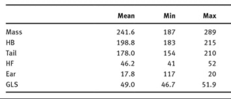 Mean Min Max
Mass 241.6 187 289
HB 198.8 183 215
Tail 178.0 154 210
HF 46.2 41 52
Ear 17.8 117 20
GLS 49.0 46.7 51.9